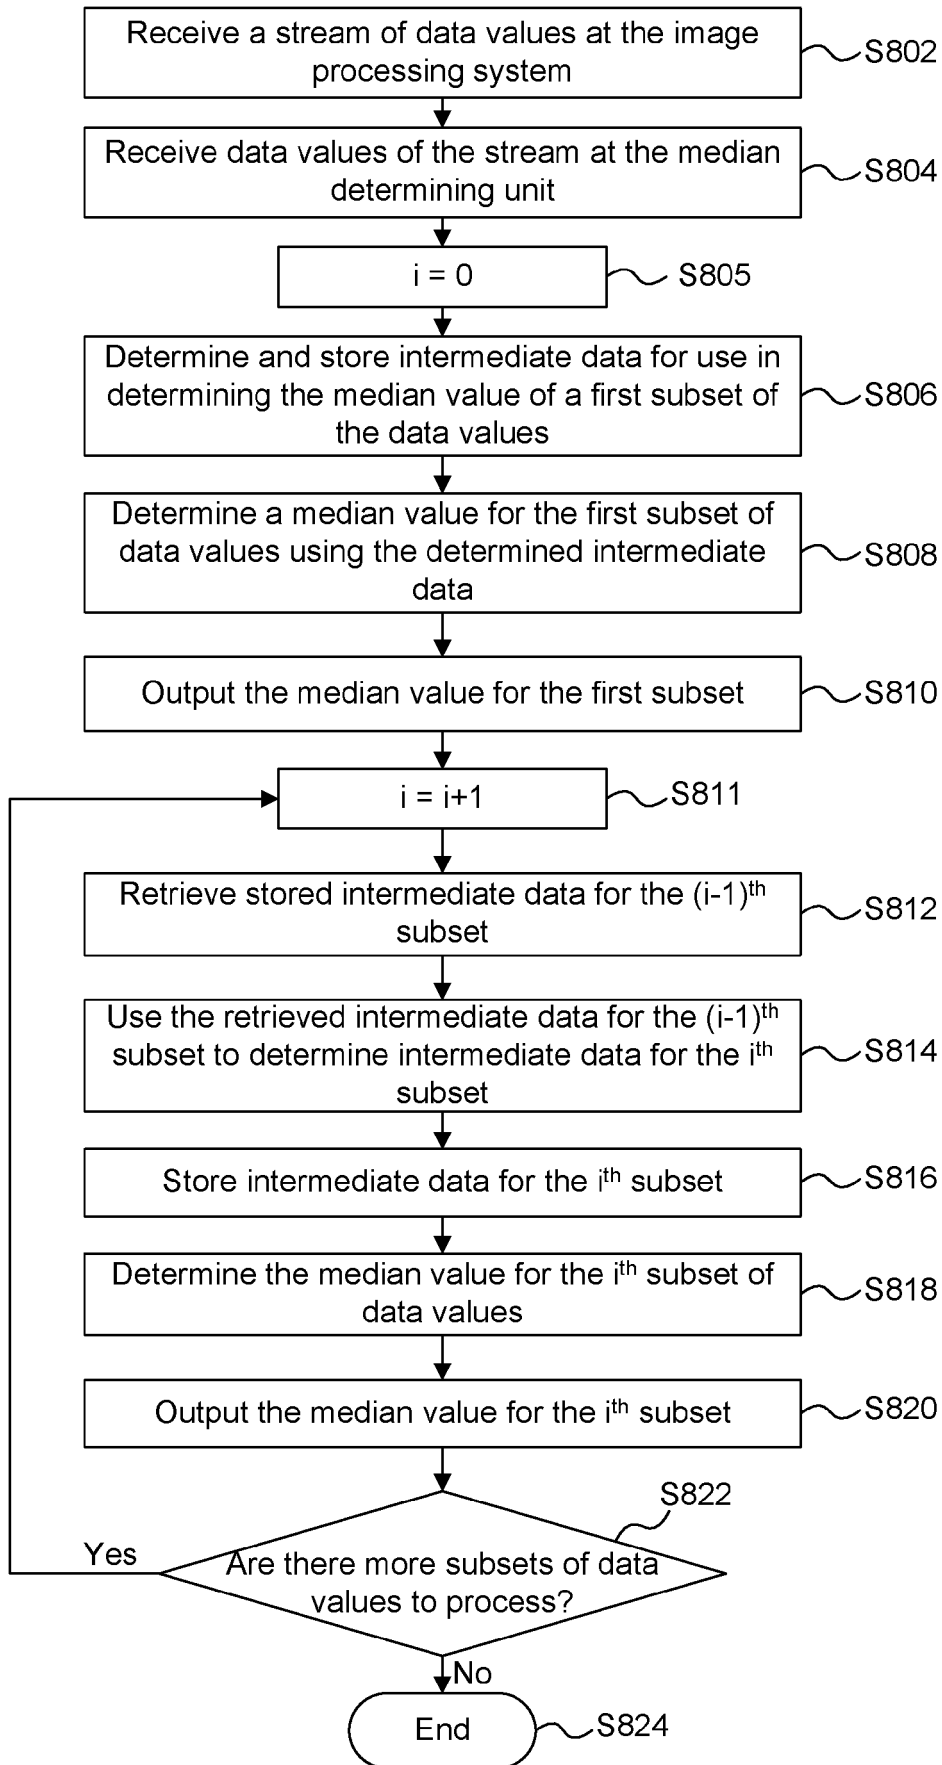 Receive a stream of data values at the image
processing system
S802
Receive data values of the stream at the median
determining unit
S804
i = 0
S805
Determine and store intermediate data for use in
determining the median value of a first subset of
the data values
S806
Determine a median value for the first subset of
data values using the determined intermediate
data
S808
Output the median value for the first subset
S810
i = i+1
S811
Retrieve stored intermediate data for the (i-1)th
subset
S812
Use the retrieved intermediate data for the (i-1)th
subset to determine intermediate data for the ith
subset
S814
Store intermediate data for the ith subset
S816
Determine the median value for the ith subset of
data values
S818
Output the median value for the ith subset
S820
S822
Yes
Are there more subsets of data
values to process?
No
End
S824